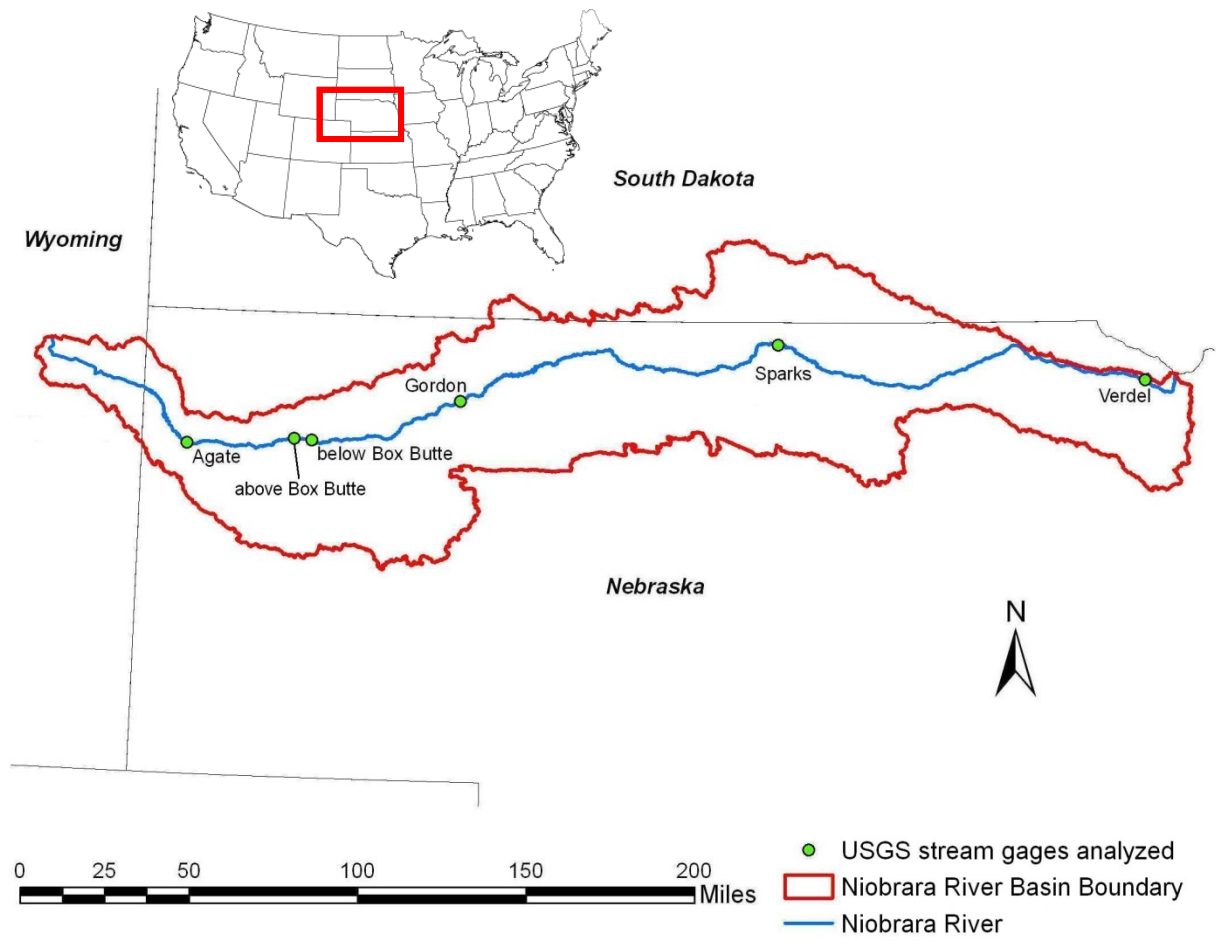 South Dakota
Wyoming
Gordon
Sparks
Verdel
Agate
below Box Butte
above Box Butte
Nebraska
N
0 25 50 100 150 200
Miles
USGS stream gages analyzed
Niobrara River Basin Boundary
Niobrara River